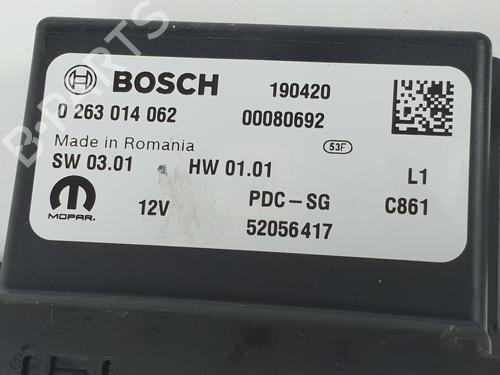 BOSCH 190420
0 263 014 062 00080692
Made in Romania 53F
SW 03.01 HW 01.01 L1
MOPAR. 12V PDC-SG C861
52056417
B-PARTS